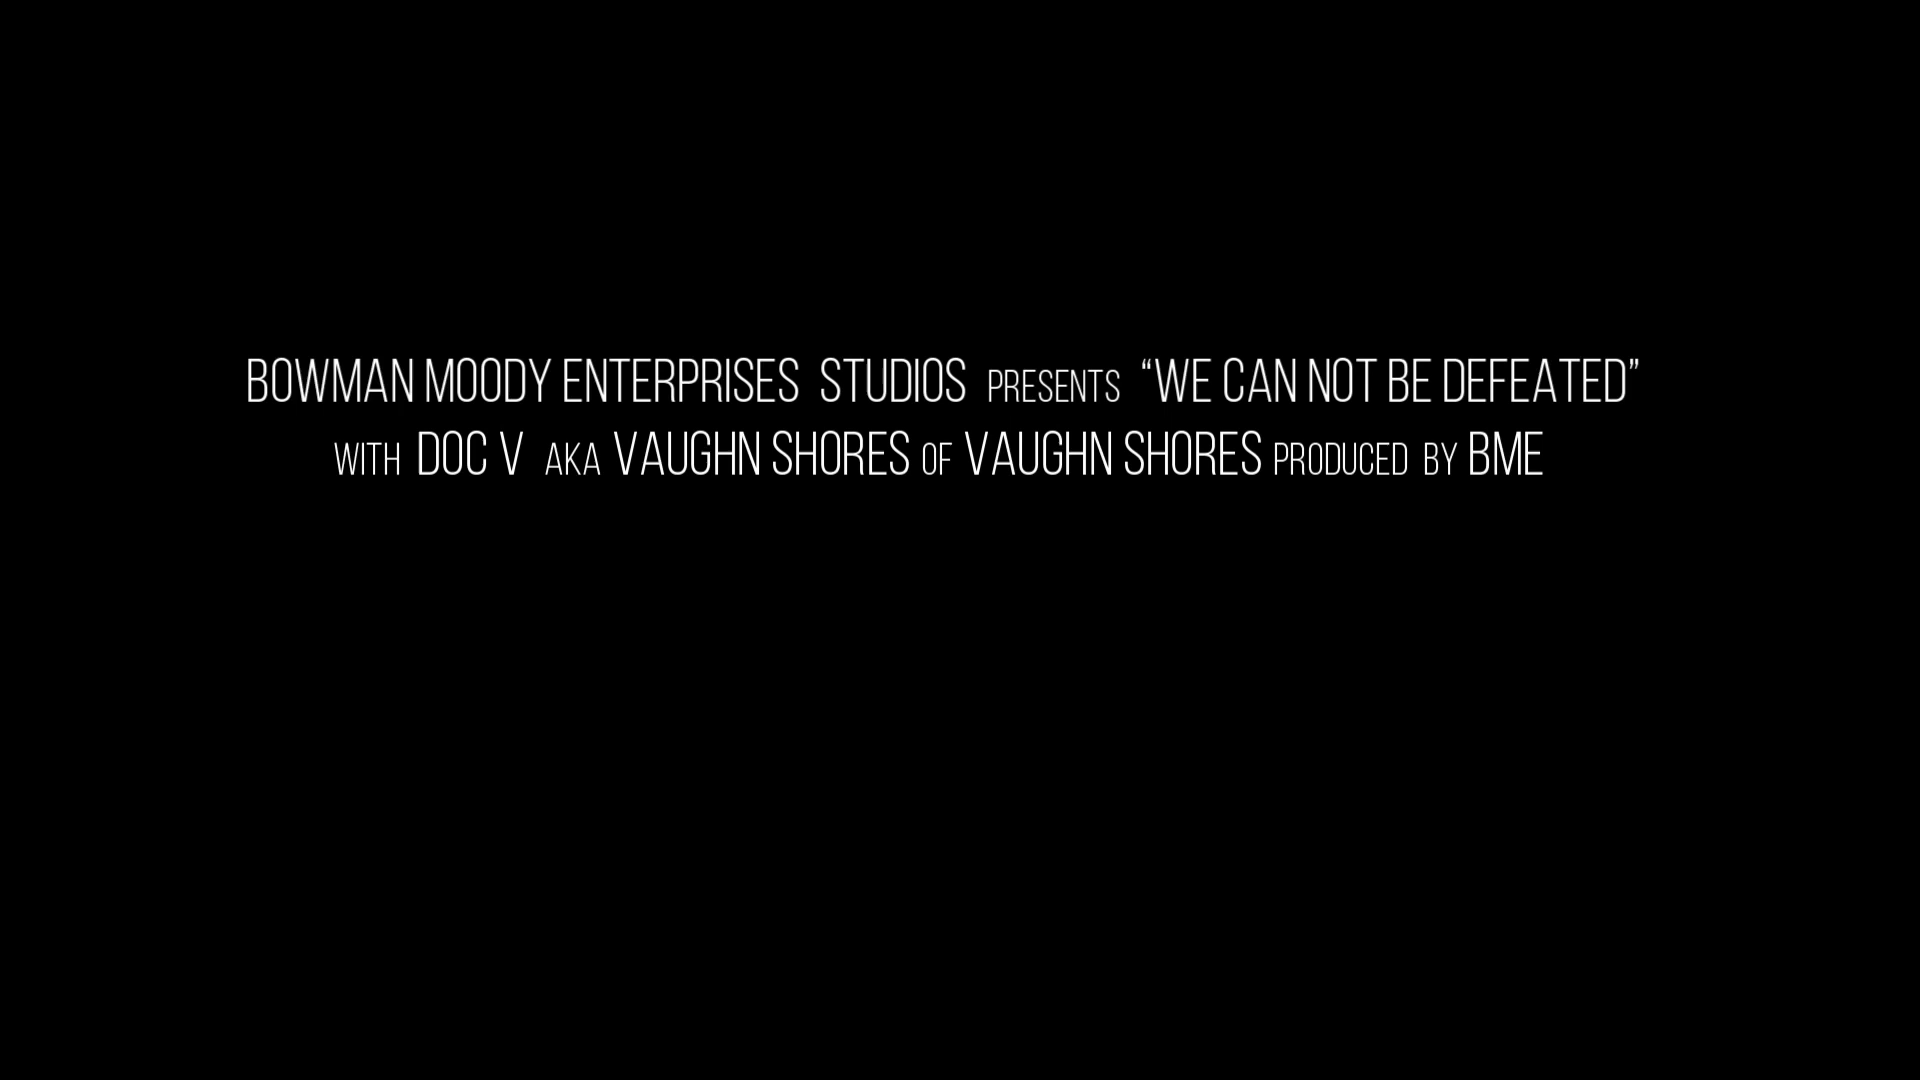 BOWMAN MOODY ENTERPRISES STUDIOS PRESENTS “WE CAN NOT BE DEFEATED”
WITH DOC V AKA VAUGHN SHORES OF VAUGHN SHORES PRODUCED BY BME